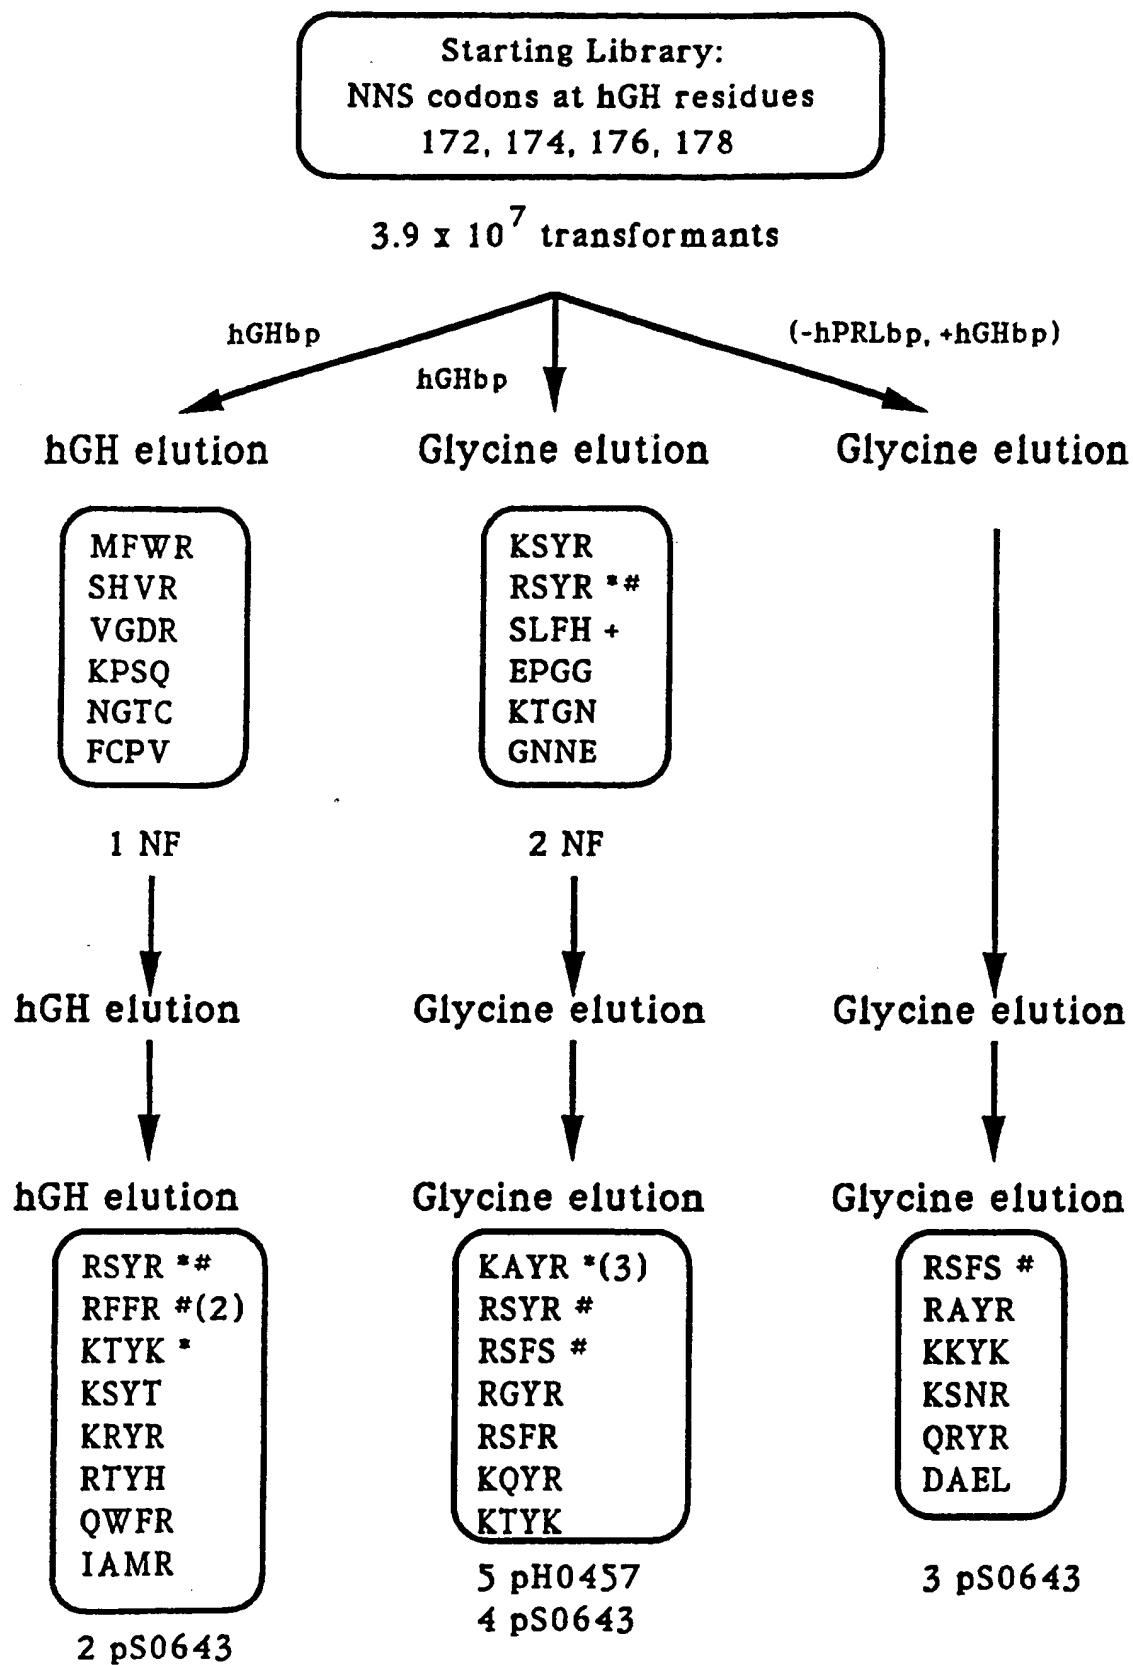 Starting Library:
NNS codons at hGH residues
172, 174, 176, 178
3.9 x 10^7 transformants
hGHbp
hGHbp
(-hPRLbp, +hGHbp)
hGH elution
Glycine elution
Glycine elution
MFWR
SHVR
VGDR
KPSQ
NGTC
FCPV
1 NF
KSYR
RSYR *#
SLFH +
EPGG
KTGN
GNNE
2 NF
hGH elution
Glycine elution
Glycine elution
hGH elution
RSYR *#
RFFR #(2)
KTYK *
KSYT
KRYR
RTYH
QWFR
IAMR
2 pS0643
Glycine elution
KAYR *(3)
RSYR #
RSFS #
RGYR
RSFR
KQYR
KTYK
5 pH0457
4 pS0643
Glycine elution
RSFS #
RAYR
KKYK
KSNR
QRYR
DAEL
3 pS0643